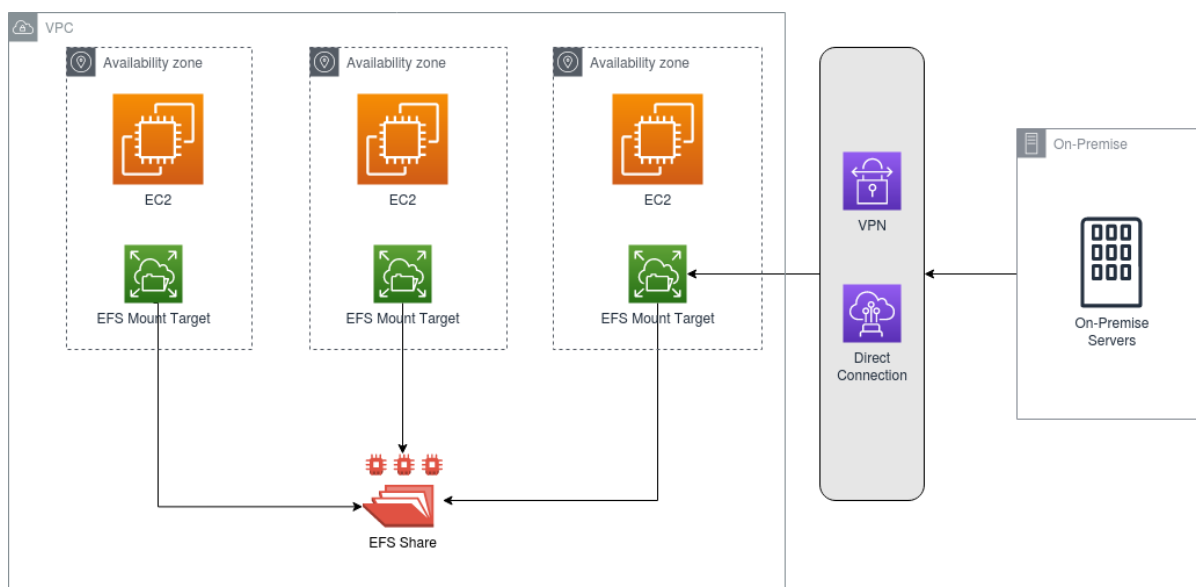 VPC
Availability zone
Availability zone
Availability zone
EC2
EC2
EC2
EFS Mount Target
EFS Mount Target
EFS Mount Target
EFS Share
VPN
Direct
Connection
On-Premise
On-Premise
Servers